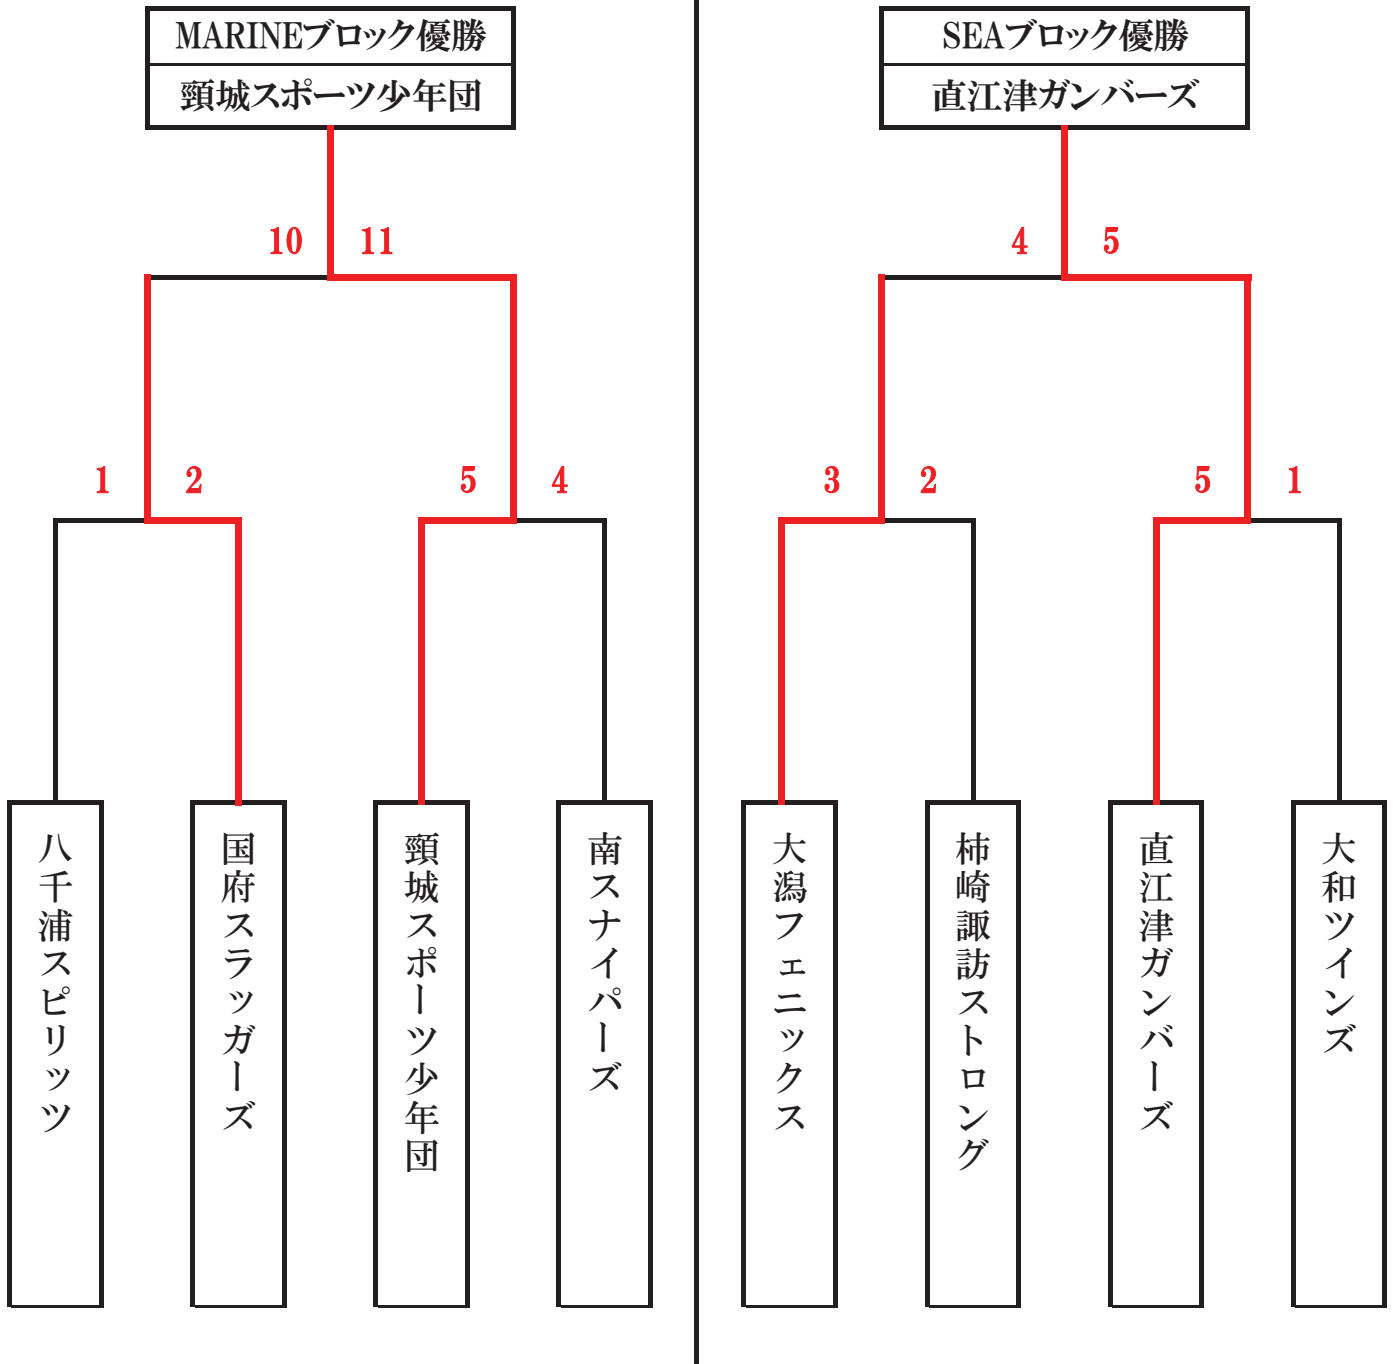 MARINEブロック優勝
頸城スポーツ少年団
10
11
1
2
5
4
八千浦スピリッツ
国府スラッガーズ
頸城スポーツ少年団
南スナイパーズ
SEAブロック優勝
直江津ガンバーズ
4
5
3
2
5
1
大潟フェニックス
柿崎諏訪ストロング
直江津ガンバーズ
大和ツインズ